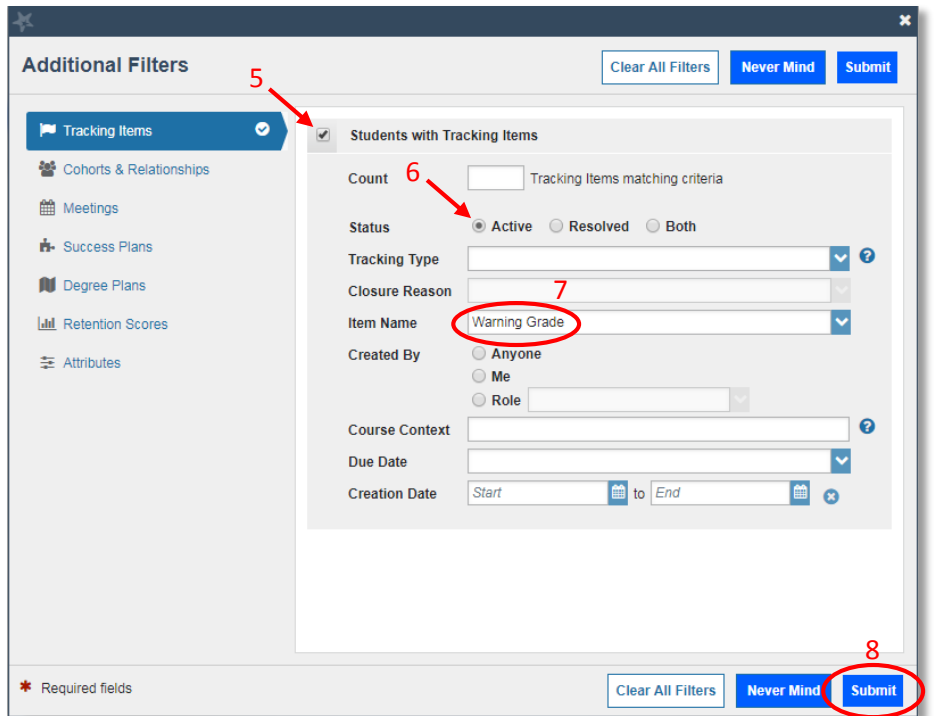 Additional Filters
Clear All Filters Never Mind Submit
5
Tracking Items
Cohorts & Relationships
Meetings
Success Plans
Degree Plans
Retention Scores
Attributes
Students with Tracking Items
6
Count Tracking Items matching criteria
Status Active Resolved Both
Tracking Type
Closure Reason
7
Item Name Warning Grade
Created By Anyone
Me
Role
Course Context
Due Date
Creation Date Start to End
8
* Required fields
Clear All Filters Never Mind Submit